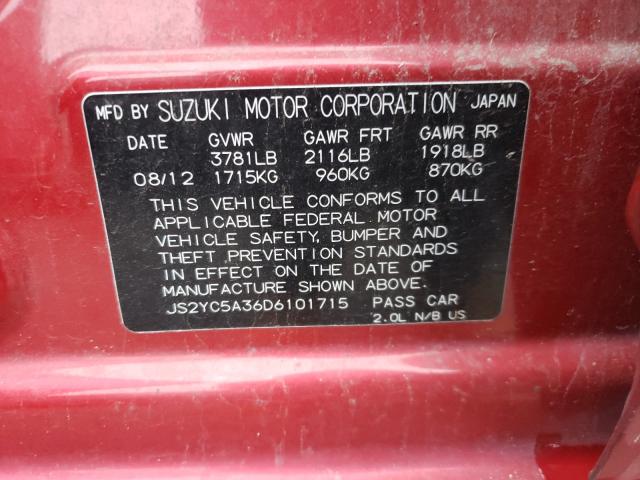 MFD BY SUZUKI MOTOR CORPORATION JAPAN
DATE GVWR GAWR FRT GAWR RR
3781LB 2116LB 1918LB
08/12 1715KG 960KG 870KG
THIS VEHICLE CONFORMS TO ALL
APPLICABLE FEDERAL MOTOR
VEHICLE SAFETY, BUMPER AND
THEFT PREVENTION STANDARDS
IN EFFECT ON THE DATE OF
MANUFACTURE SHOWN ABOVE.
JS2YC5A36D6101715 PASS CAR
2.0L N/B US